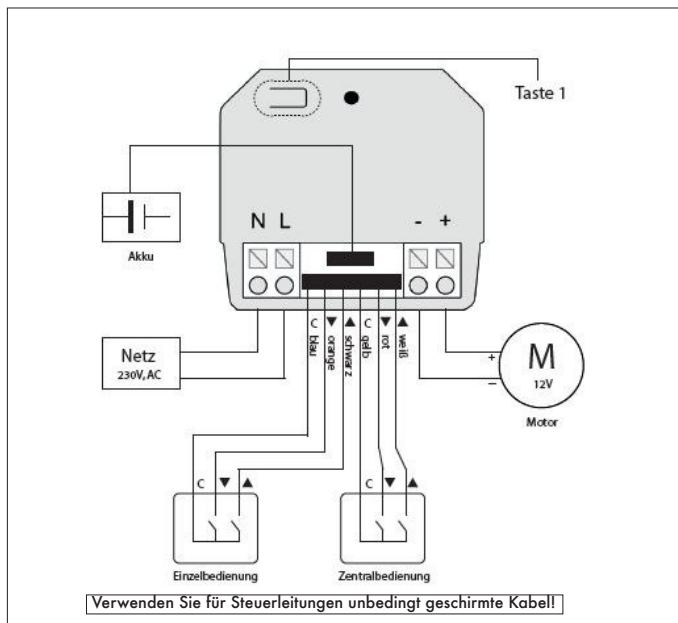 Taste 1
N L - +
Akku
C blau
▼ orange
▲ schwarz
C gelb
▼ rot
▲ weiß
Netz
230V, AC
+
M
12V
–
Motor
C ▼ ▲
C ▼ ▲
Einzelbedienung
Zentralbedienung
Verwenden Sie für Steuerleitungen unbedingt geschirmte Kabel!